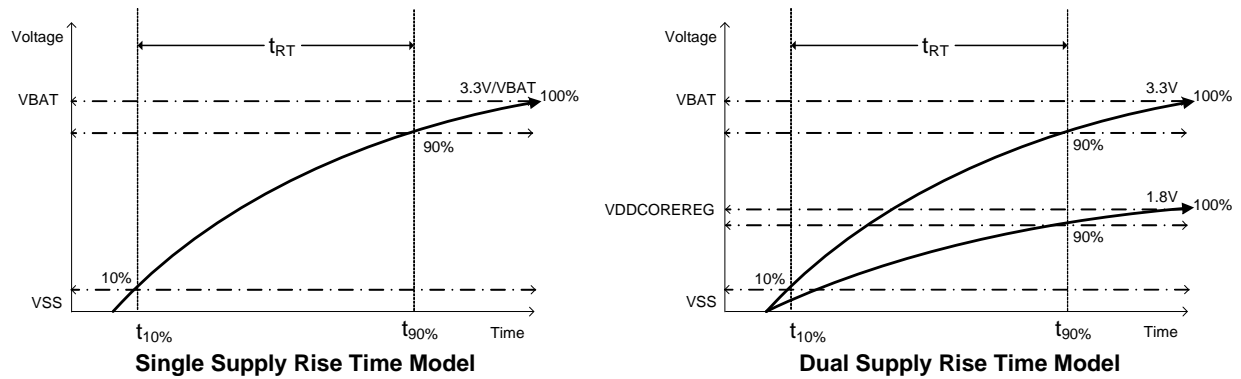 Voltage
tRT
3.3V/VBAT
100%
VBAT
90%
10%
VSS
t10%
t90%
Time
Single Supply Rise Time Model
Voltage
tRT
3.3V
100%
VBAT
90%
1.8V
100%
VDDCOREREG
90%
10%
VSS
t10%
t90%
Time
Dual Supply Rise Time Model